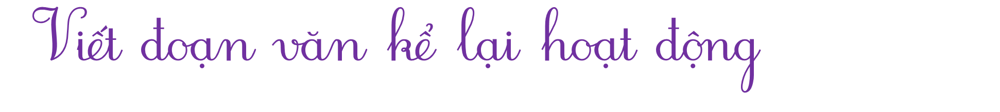 Viết đoạn văn kể lại hoạt động